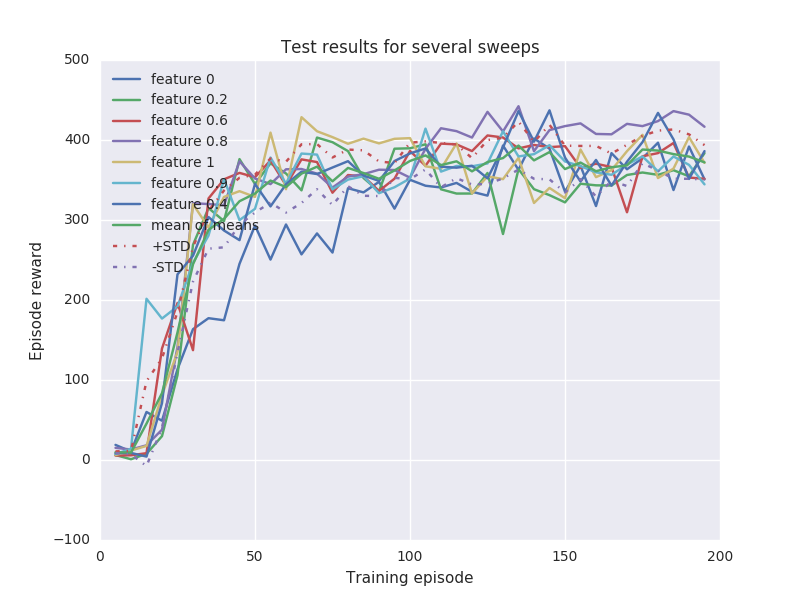 Test results for several sweeps
500
400
300
200
100
0
−100
Episode reward
feature 0
feature 0.2
feature 0.6
feature 0.8
feature 1
feature 0.9
feature 0.4
mean of means
+STD
-STD
0 50 100 150 200
Training episode